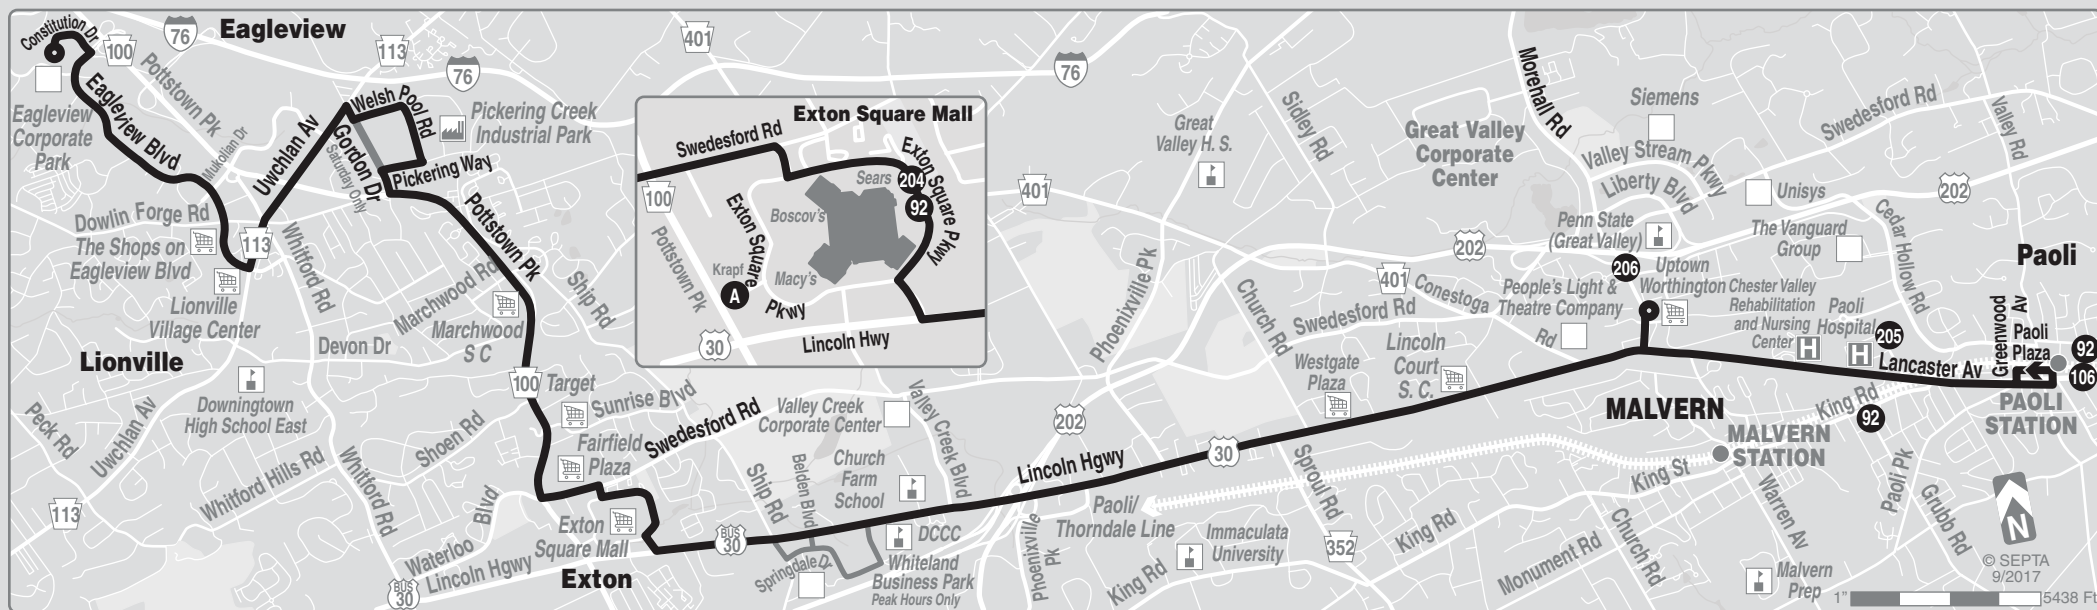 Constitution Dr
100
76
Eagleview
113
76
401
76
Pottstown Pk
Eagleview
Corporate
Park
Eagleview Blvd
Mukolian Dr
Uwchlan Av
Welsh Pool Rd
Gordon Dr
Saturday Only
Pickering Way
Pickering Creek
Industrial Park
Dowlin Forge Rd
The Shops on
Eagleview Blvd
113
Whitford Rd
Lionville
Village Center
Lionville
Devon Dr
Marchwood Rd
Marchwood
S C
Pottstown Pk
Ship Rd
Downingtown
High School East
Peck Rd
Uwchlan Av
113
Whitford Hills Rd
Whitford Rd
Shoen Rd
100
Target
Sunrise Blvd
Fairfield
Plaza
Swedesford Rd
Waterloo
Blvd
Exton
Square Mall
BUS
30
Lincoln Hgwy
Exton
BUS
30
Exton Square Mall
Swedesford Rd
100
Pottstown Pk
Exton Square
Pkwy
Boscov's
Sears
204
92
Exton Square Pkwy
Krapf
A
Macy's
30
Lincoln Hwy
Valley Creek
Corporate Center
Church
Farm
School
Valley Creek Blvd
Ship Rd
Belden Blvd
Springdale Dr
DCCC
Whiteland
Business Park
Peak Hours Only
Lincoln Hgwy
202
Phoenixville
Pk
Phoenixville Pk
401
Great
Valley H. S.
Sidley Rd
Church Rd
30
Paoli/
Thorndale Line
Immaculata
University
King Rd
Sproul Rd
352
King Rd
Westgate
Plaza
Lincoln
Court
S. C.
Swedesford Rd
401
Conestoga
Rd
202
People's Light &
Theatre Company
Great Valley
Corporate
Center
Morehall Rd
Siemens
Valley Stream Pkwy
Liberty Blvd
Swedesford Rd
Valley Rd
Unisys
202
Penn State
(Great Valley)
The Vanguard
Group
Cedar Hollow Rd
206
Uptown
Worthington
Chester Valley
Rehabilitation
and Nursing
Center
Paoli
Hospital
205
Paoli
Greenwood
Av
Paoli
Plaza
92
106
Lancaster Av
PAOLI
STATION
MALVERN
King Rd
92
MALVERN
STATION
King St
Warren Av
Paoli Pk
Grubb Rd
Church Rd
Monument Rd
Malvern
Prep
N
© SEPTA
9/2017
1"